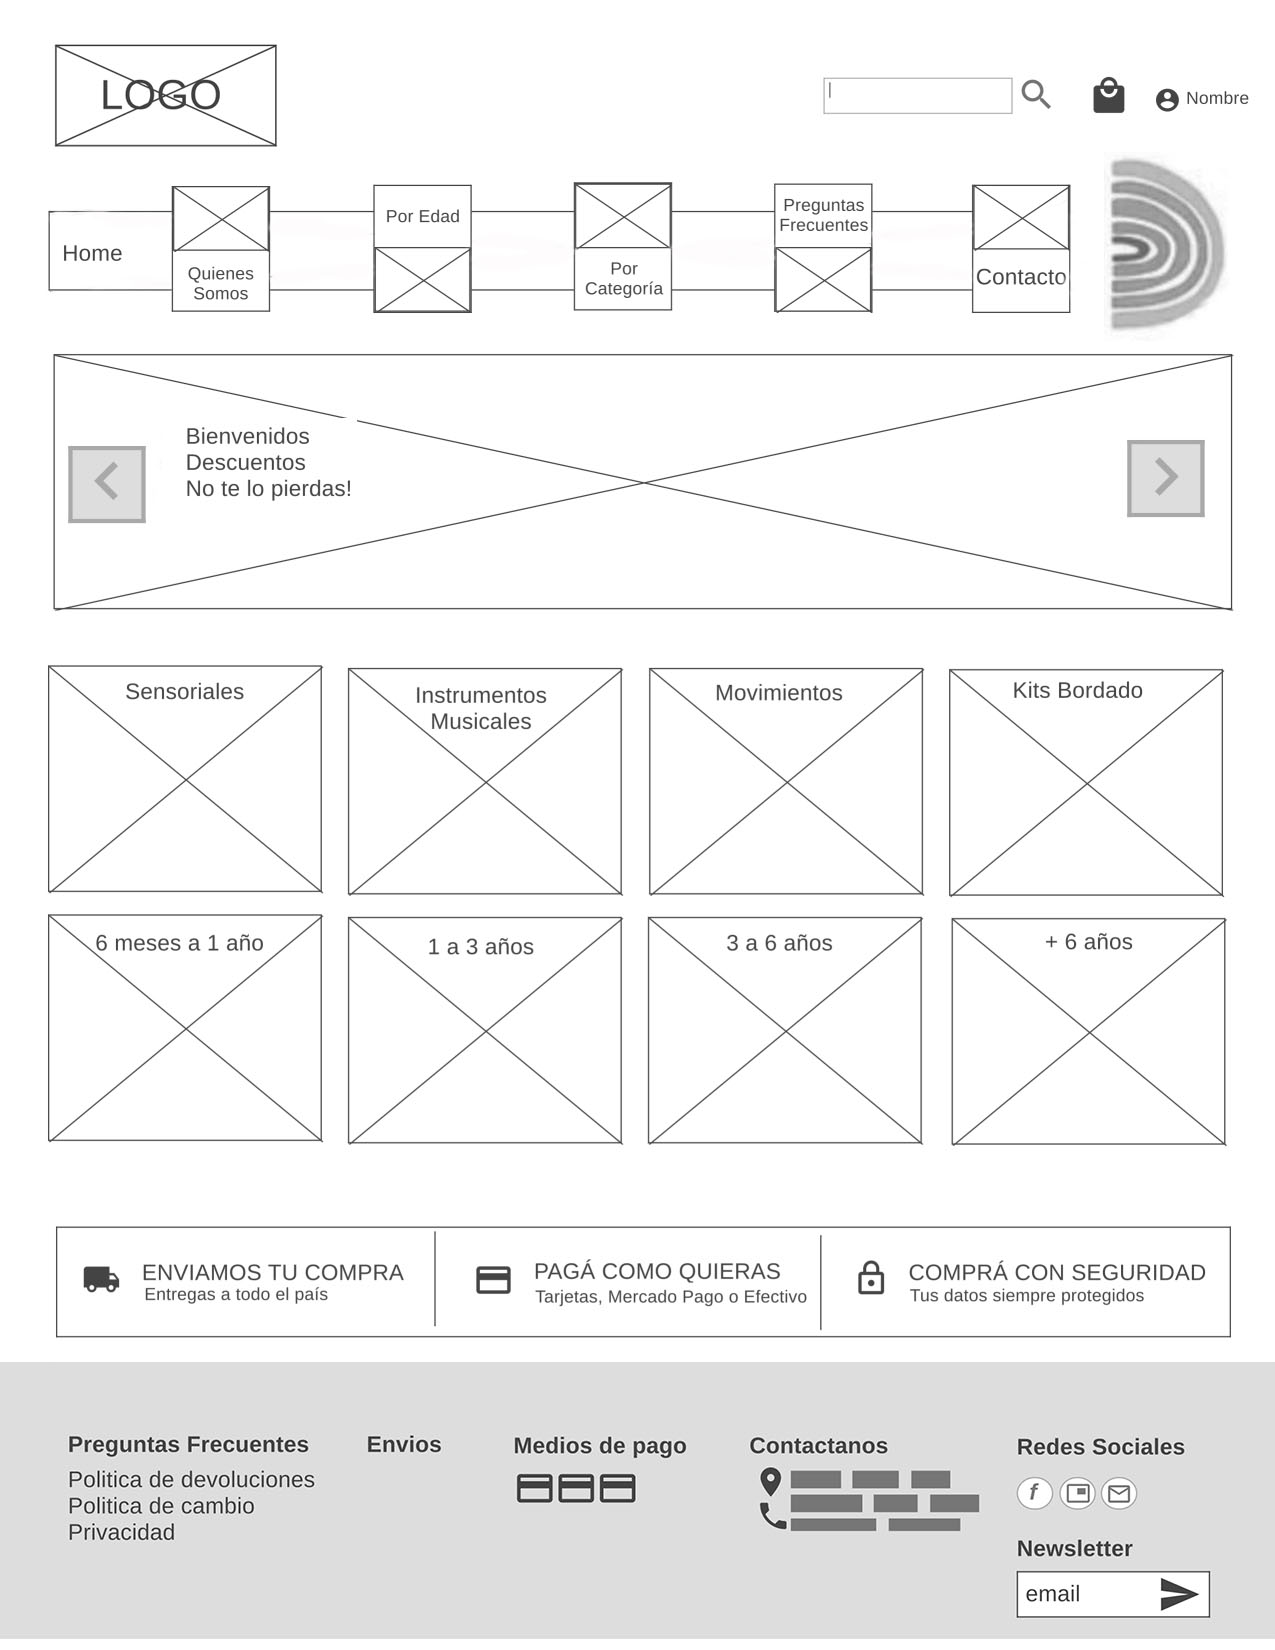 LOGO
Nombre
Home
Quienes
Somos
Por Edad
Por
Categoría
Preguntas
Frecuentes
Contacto
Bienvenidos
Descuentos
No te lo pierdas!
Sensoriales
Instrumentos
Musicales
Movimientos
Kits Bordado
6 meses a 1 año
1 a 3 años
3 a 6 años
+ 6 años
ENVIAMOS TU COMPRA
Entregas a todo el país
PAGÁ COMO QUIERAS
Tarjetas, Mercado Pago o Efectivo
COMPRÁ CON SEGURIDAD
Tus datos siempre protegidos
Preguntas Frecuentes
Politica de devoluciones
Politica de cambio
Privacidad
Envios
Medios de pago
Contactanos
Redes Sociales
f
Newsletter
email